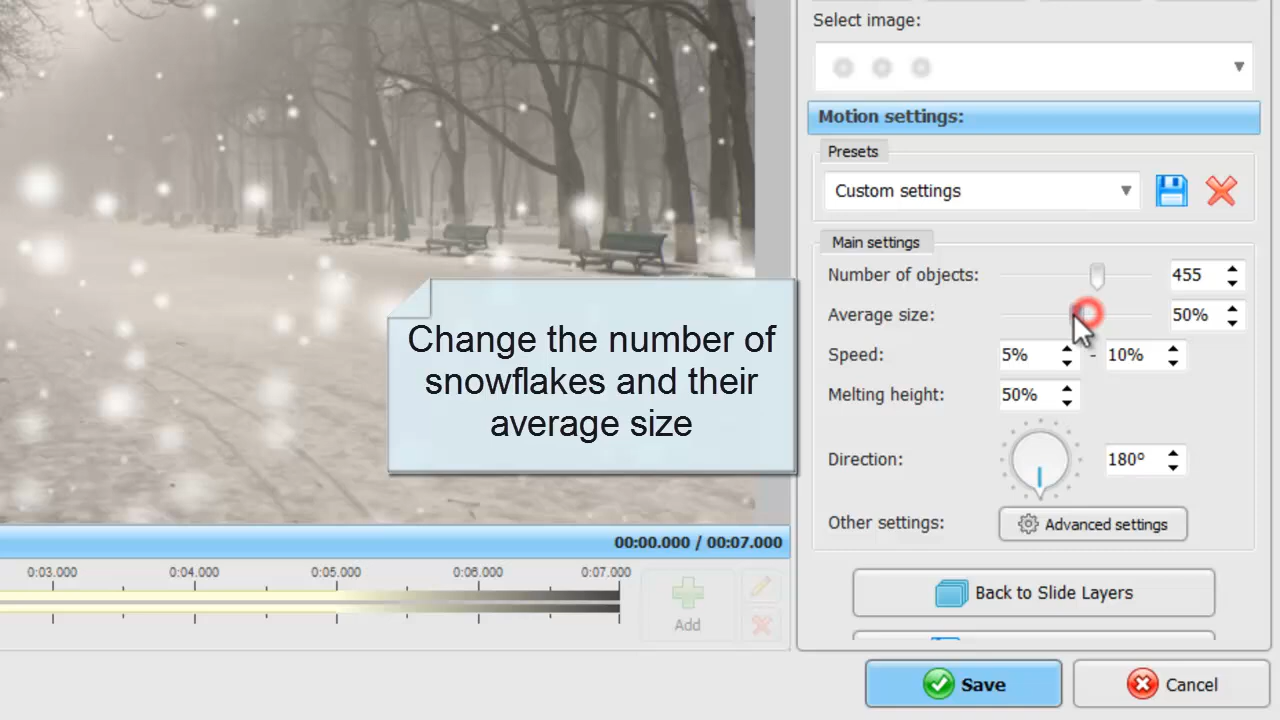 Select image:
Motion settings:
Presets
Custom settings
Main settings
Number of objects: 455
Average size: 50%
Speed: 5% - 10%
Melting height: 50%
Direction: 180º
Other settings: Advanced settings
Back to Slide Layers
Save
Cancel
Change the number of
snowflakes and their
average size
00:00.000 / 00:07.000
0:03.000 0:04.000 0:05.000 0:06.000 0:07.000
Add